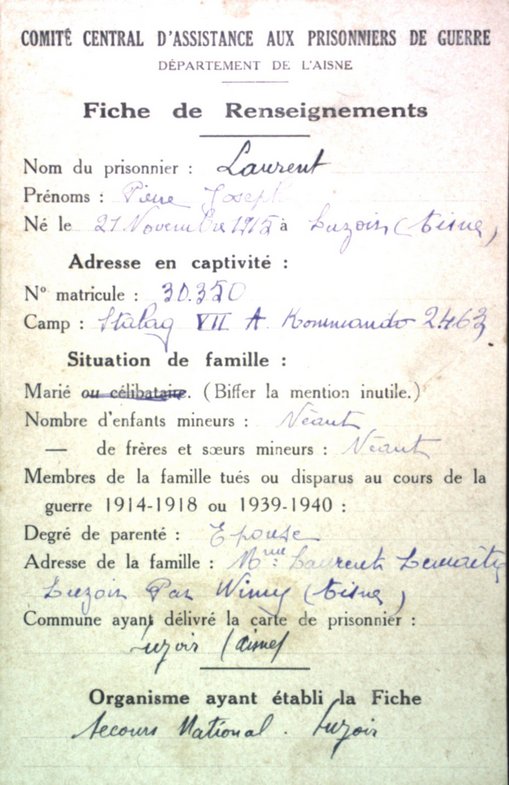 COMITÉ CENTRAL D'ASSISTANCE AUX PRISONNIERS DE GUERRE
DÉPARTEMENT DE L'AISNE
Fiche de Renseignements
Nom du prisonnier : Laurent
Prénoms : Pierre Joseph
Né le 21 Novembre 1915 à Luzoir (Aisne)
Adresse en captivité :
N° matricule : 30.350
Camp : Stalag VII A Kommando 2463
Situation de famille :
Marié ou célibataire. (Biffer la mention inutile.)
Nombre d'enfants mineurs : Néant
— de frères et sœurs mineurs : Néant
Membres de la famille tués ou disparus au cours de la
guerre 1914-1918 ou 1939-1940 :
Degré de parenté : Epouse
Adresse de la famille : Mme Laurent
Luzoir Par Wimy (Aisne)
Commune ayant délivré la carte de prisonnier :
Luzoir (Aisne)
Organisme ayant établi la Fiche
Secours National. Luzoir